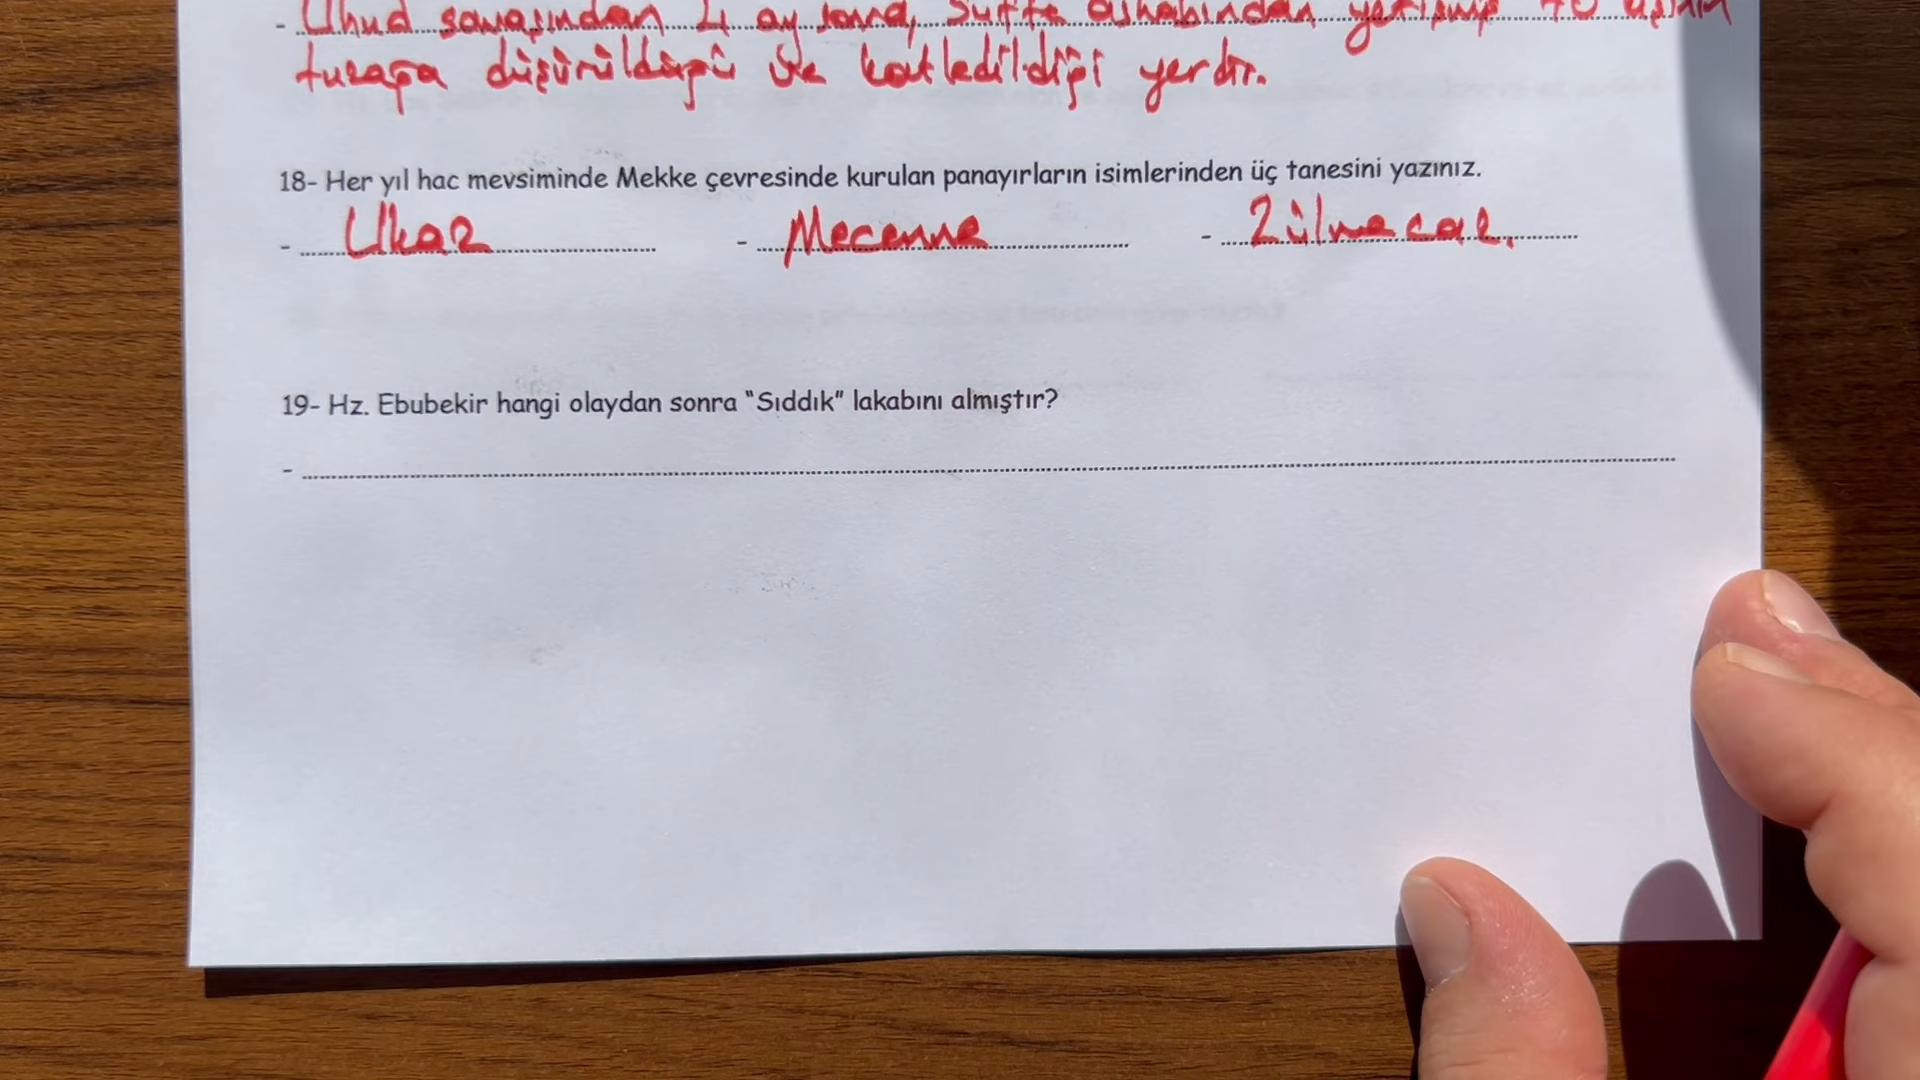 - Uhud savaşından 4 ay sonra, Suffe ashabından yetişmiş 70
tuzağa düşürüldüğü ve katledildiği yerdir.
18- Her yıl hac mevsiminde Mekke çevresinde kurulan panayırların isimlerinden üç tanesini yazınız.
- Ukaz - Mecenne - Zülmecaz.
19- Hz. Ebubekir hangi olaydan sonra "Sıddık" lakabını almıştır?
-